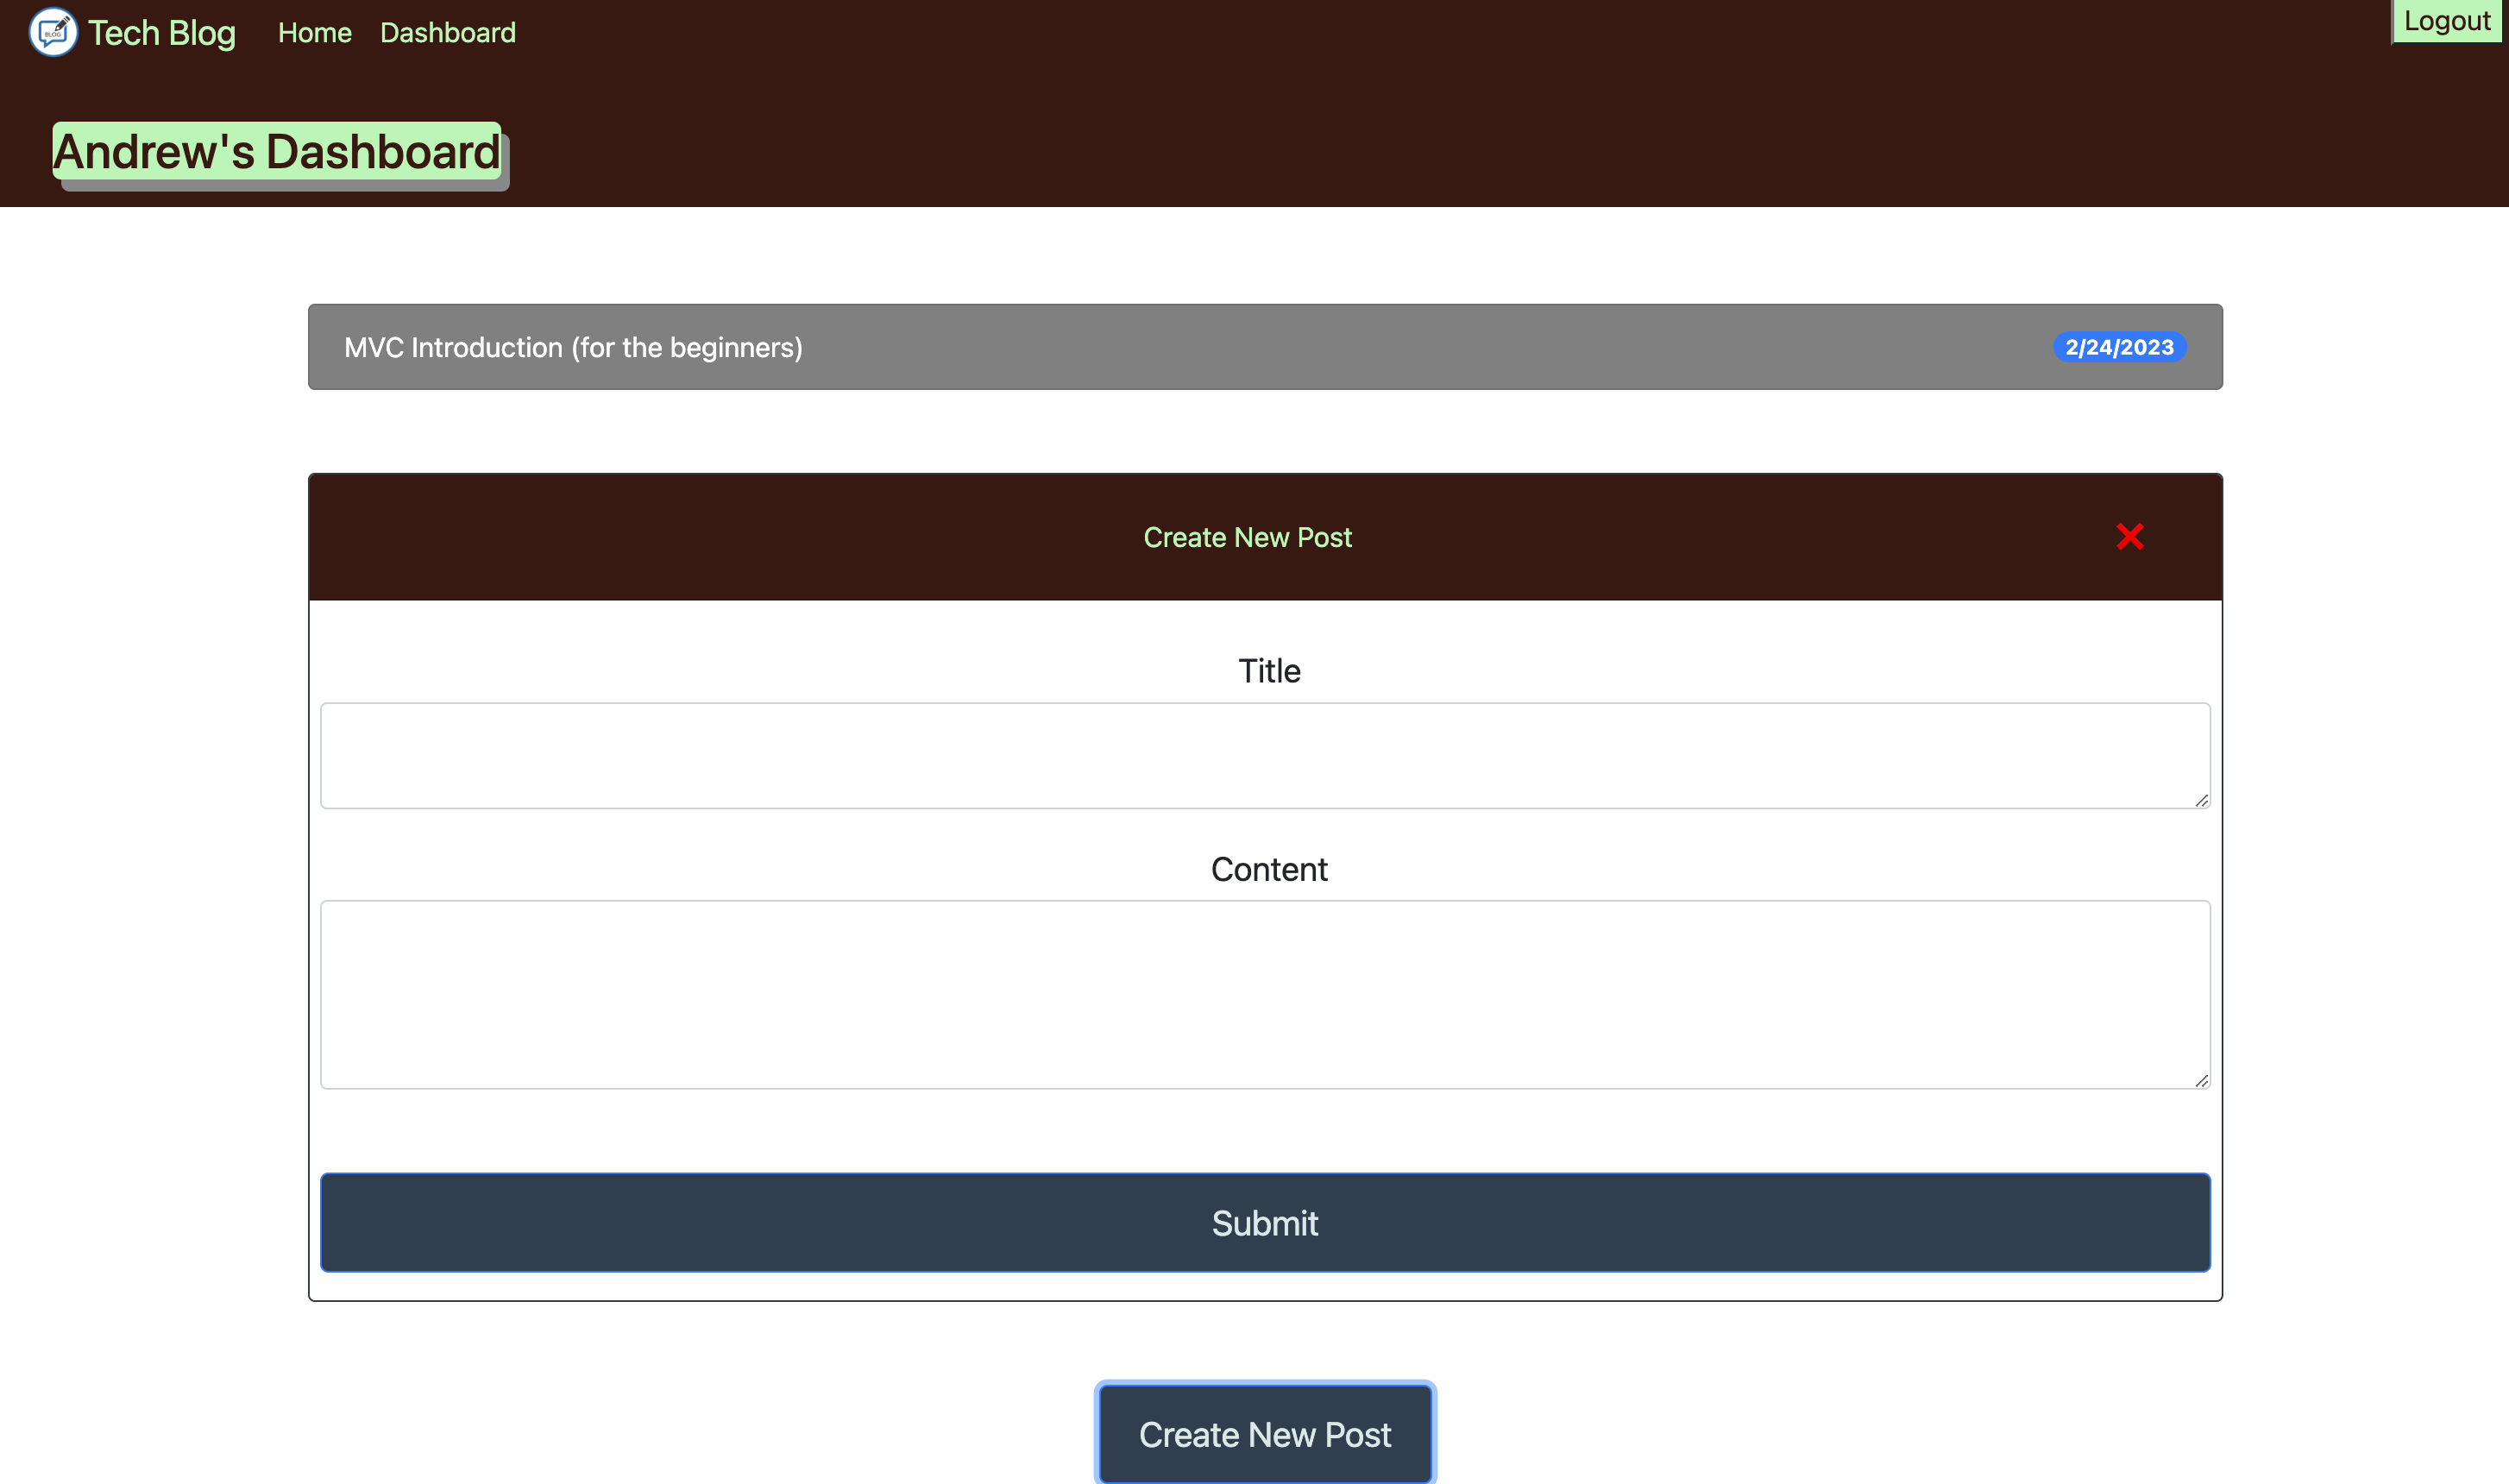 BLOG
Tech Blog Home Dashboard Logout
Andrew's Dashboard
MVC Introduction (for the beginners) 2/24/2023
Create New Post
Title
Content
Submit
Create New Post